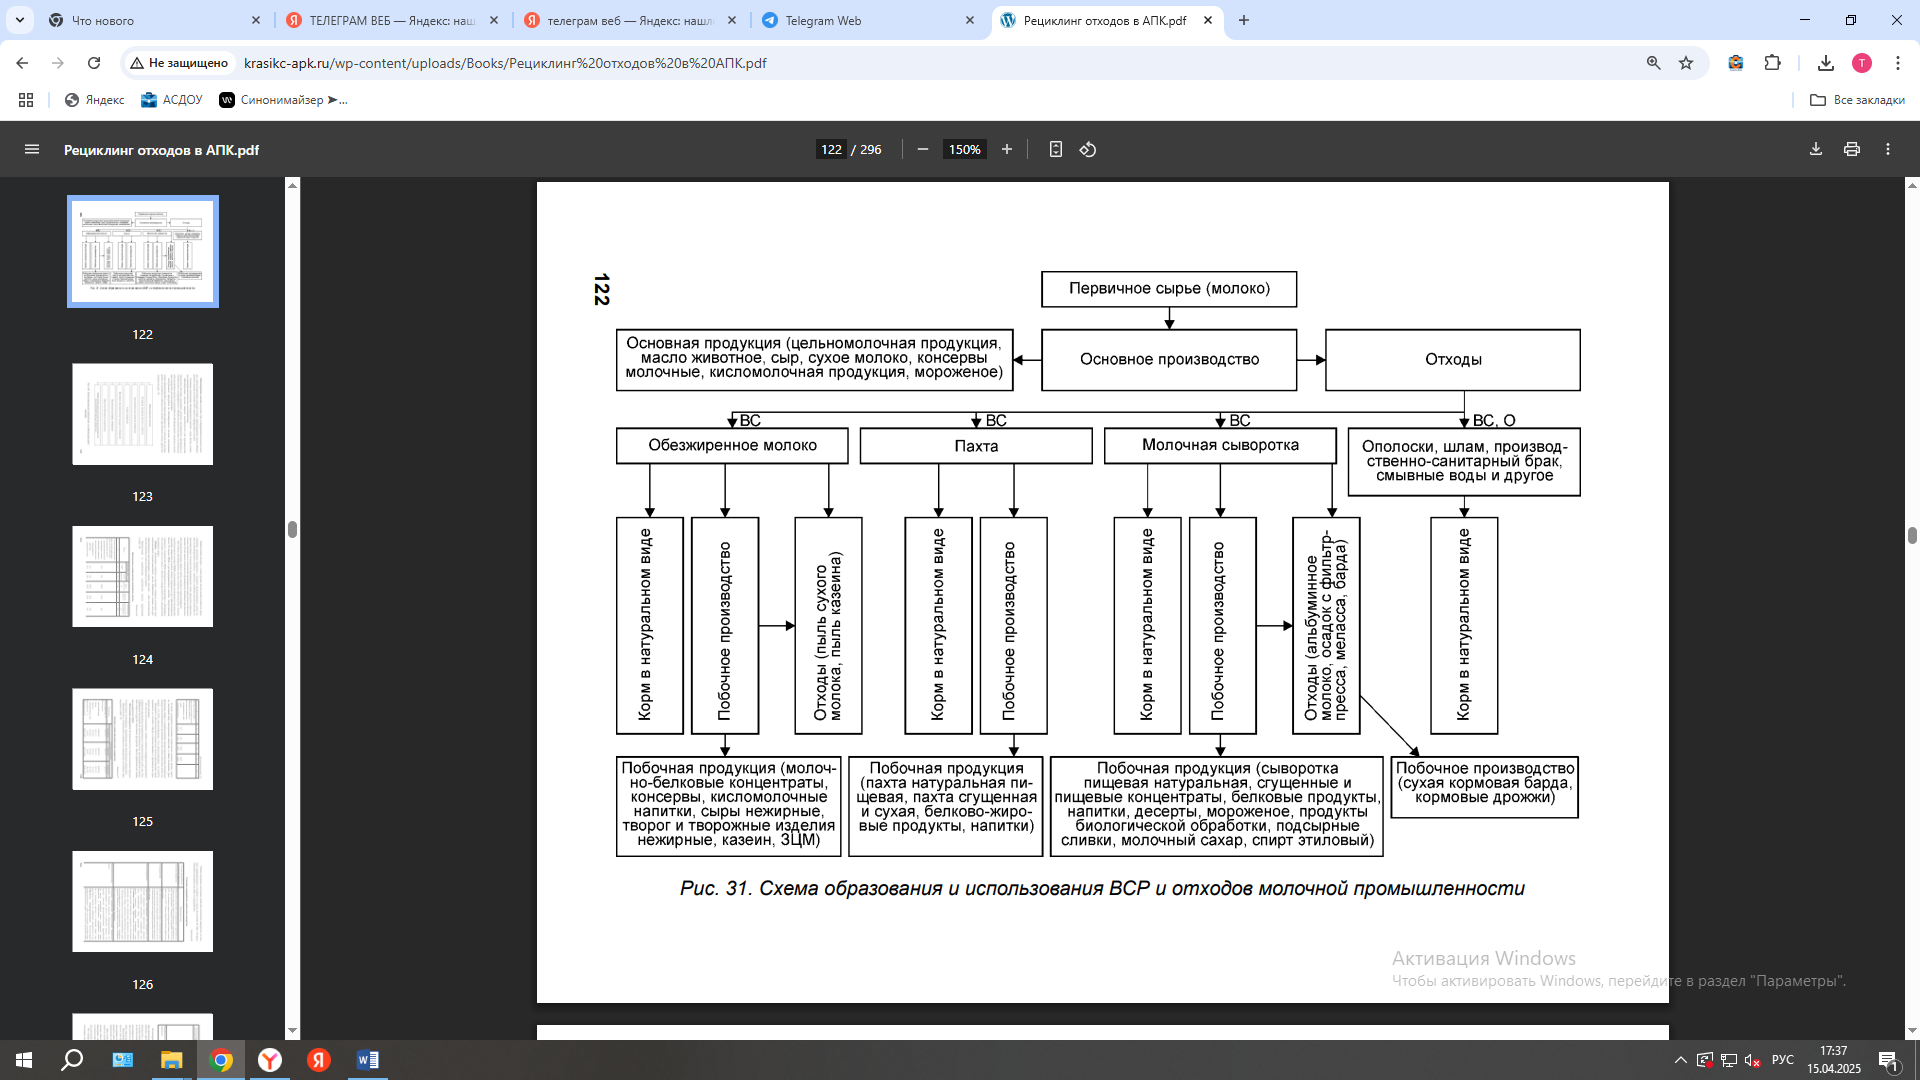 Что нового
ТЕЛЕГРАМ ВЕБ — Яндекс: наш
телеграм веб — Яндекс: нашл
Telegram Web
Рециклинг отходов в АПК.pdf
Не защищено
krasikc-apk.ru/wp-content/uploads/Books/Рециклинг%20отходов%20в%20АПК.pdf
T
Яндекс
АСДОУ
Синонимайзер ➤...
Все закладки
Рециклинг отходов в АПК.pdf
122 / 296
150%
122
123
124
125
126
122
Первичное сырье (молоко)
Основная продукция (цельномолочная продукция,
масло животное, сыр, сухое молоко, консервы
молочные, кисломолочная продукция, мороженое)
Основное производство
Отходы
ВС
ВС
ВС
ВС, О
Обезжиренное молоко
Пахта
Молочная сыворотка
Ополоски, шлам, производ-
ственно-санитарный брак,
смывные воды и другое
Корм в натуральном виде
Побочное производство
Отходы (пыль сухого
молока, пыль казеина)
Корм в натуральном виде
Побочное производство
Корм в натуральном виде
Побочное производство
Отходы (альбуминное
молоко, осадок с фильтр-
пресса, меласса, барда)
Корм в натуральном виде
Побочная продукция (молоч-
но-белковые концентраты,
консервы, кисломолочные
напитки, сыры нежирные,
творог и творожные изделия
нежирные, казеин, ЗЦМ)
Побочная продукция
(пахта натуральная пи-
щевая, пахта сгущенная
и сухая, белково-жиро-
вые продукты, напитки)
Побочная продукция (сыворотка
пищевая натуральная, сгущенные и
пищевые концентраты, белковые продукты,
напитки, десерты, мороженое, продукты
биологической обработки, подсырные
сливки, молочный сахар, спирт этиловый)
Побочное производство
(сухая кормовая барда,
кормовые дрожжи)
Рис. 31. Схема образования и использования ВСР и отходов молочной промышленности
Активация Windows
Чтобы активировать Windows, перейдите в раздел "Параметры".
РУС
17:37
15.04.2025
1